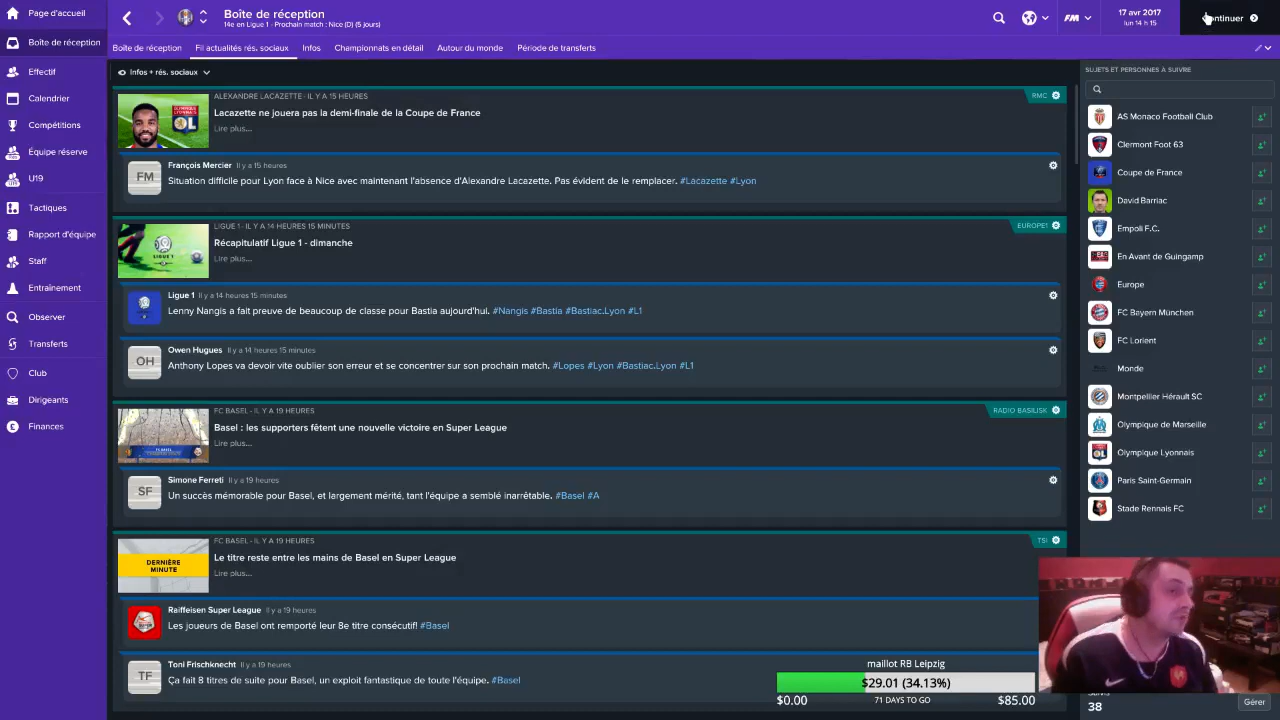 Page d'accueil
Boîte de réception
Effectif
Calendrier
Compétitions
Équipe réserve
U19
Tactiques
Rapport d'équipe
Staff
Entraînement
Observer
Transferts
Club
Dirigeants
Finances
Boîte de réception
14e en Ligue 1 - Prochain match : Nice (D) (5 jours)
FM
17 avr 2017
lun 14 h 15
Boîte de réception
Fil actualités rés. sociaux
Infos
Championnats en détail
Autour du monde
Période de transferts
Infos + rés. sociaux
ALEXANDRE LACAZETTE - IL Y A 15 HEURES
RMC
Lacazette ne jouera pas la demi-finale de la Coupe de France
Lire plus...
FM
François Mercier Il y a 15 heures
Situation difficile pour Lyon face à Nice avec maintenant l'absence d'Alexandre Lacazette. Pas évident de le remplacer. #Lacazette #Lyon
LIGUE 1 - IL Y A 14 HEURES 15 MINUTES
EUROPE1
Récapitulatif Ligue 1 - dimanche
Lire plus...
Ligue 1 Il y a 14 heures 15 minutes
Lenny Nangis a fait preuve de beaucoup de classe pour Bastia aujourd'hui. #Nangis #Bastia #Bastiac.Lyon #L1
OH
Owen Hugues Il y a 14 heures 15 minutes
Anthony Lopes va devoir vite oublier son erreur et se concentrer sur son prochain match. #Lopes #Lyon #Bastiac.Lyon #L1
FC BASEL - IL Y A 19 HEURES
RADIO BASILISK
Basel : les supporters fêtent une nouvelle victoire en Super League
Lire plus...
SF
Simone Ferreti Il y a 19 heures
Un succès mémorable pour Basel, et largement mérité, tant l'équipe a semblé inarrêtable. #Basel #A
FC BASEL - IL Y A 19 HEURES
DERNIÈRE
MINUTE
Le titre reste entre les mains de Basel en Super League
Lire plus...
Raiffeisen Super League Il y a 19 heures
Les joueurs de Basel ont remporté leur 8e titre consécutif! #Basel
TF
Toni Frischknecht Il y a 19 heures
Ça fait 8 titres de suite pour Basel, un exploit fantastique de toute l'équipe. #Basel
SUJETS ET PERSONNES À SUIVRE
AS Monaco Football Club
Clermont Foot 63
Coupe de France
David Barriac
Empoli F.C.
En Avant de Guingamp
Europe
FC Bayern München
FC Lorient
Monde
Montpellier Hérault SC
Olympique de Marseille
Olympique Lyonnais
Paris Saint-Germain
Stade Rennais FC
maillot RB Leipzig
$29.01 (34.13%)
$0.00
71 DAYS TO GO
$85.00
38
Gérer